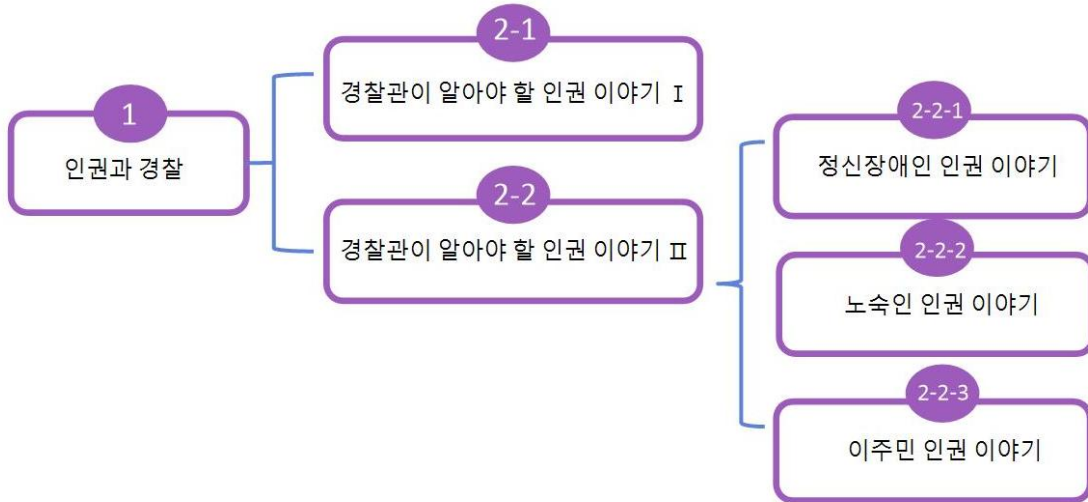 1
인권과 경찰
2-1
경찰관이 알아야 할 인권 이야기 Ⅰ
2-2
경찰관이 알아야 할 인권 이야기 Ⅱ
2-2-1
정신장애인 인권 이야기
2-2-2
노숙인 인권 이야기
2-2-3
이주민 인권 이야기